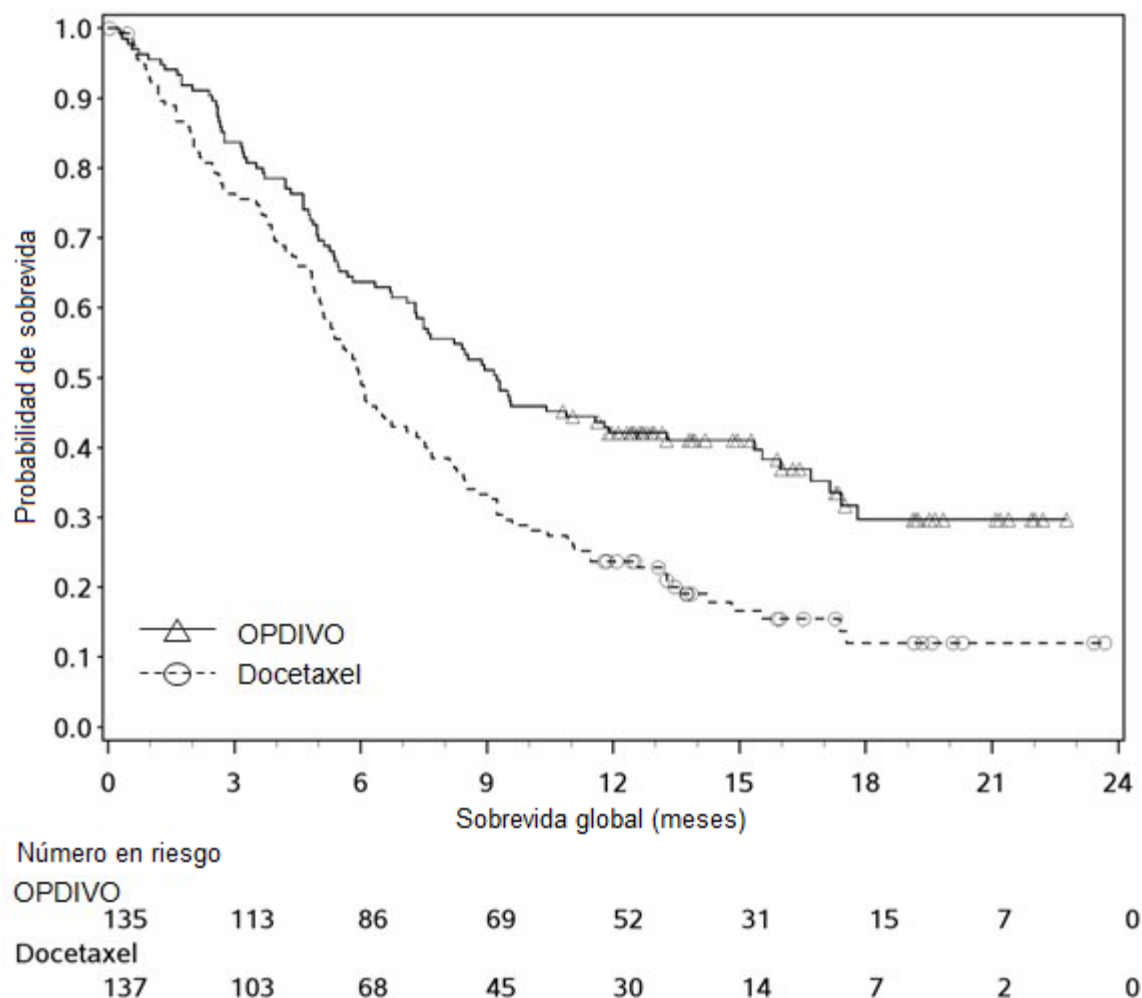 Probabilidad de sobrevida
1.0
0.9
0.8
0.7
0.6
0.5
0.4
0.3
0.2
0.1
0.0
OPDIVO
Docetaxel
0 3 6 9 12 15 18 21 24
Sobrevida global (meses)
Número en riesgo
OPDIVO
135 113 86 69 52 31 15 7 0
Docetaxel
137 103 68 45 30 14 7 2 0